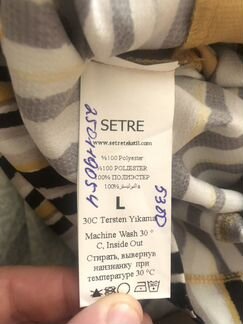 SETRE
www.setretekstil.com
%100 Polyester
%100 POLIESTER
100% ПОЛИЭСТЕР
L
30C Tersten Yıkama
Machine Wash 30 °
C, Inside Out
Стирать, вывернув
наизнанку при
температуре 30 °C
5330